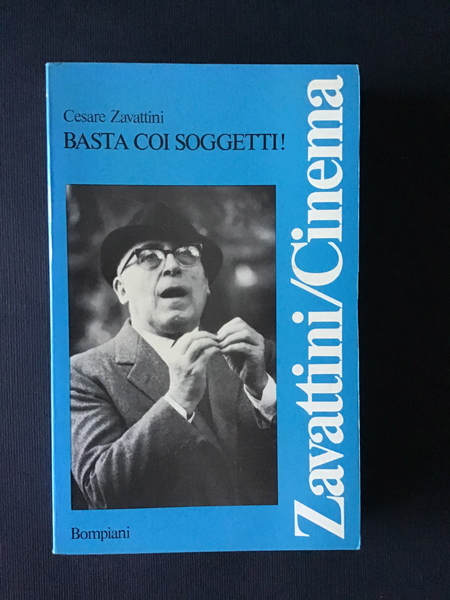 Cesare Zavattini
BASTA COI SOGGETTI!
Zavattini/Cinema
Bompiani